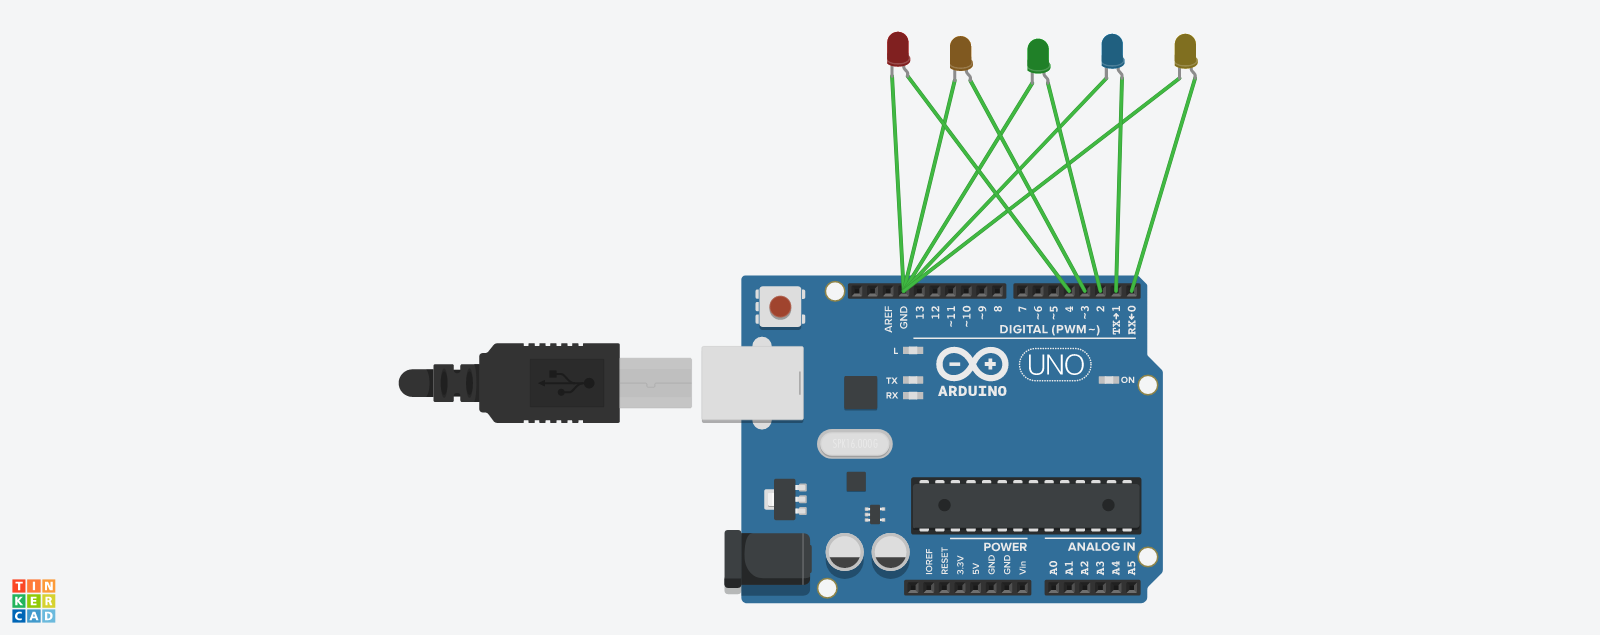 AREF
GND
13
12
~11
~10
~9
8
7
~6
~5
4
~3
2
TX→1
RX←0
DIGITAL (PWM~)
L
TX
RX
ARDUINO
UNO
ON
IOREF
RESET
3.3V
5V
GND
GND
Vin
POWER
ANALOG IN
A0
A1
A2
A3
A4
A5
TIN
KER
CAD